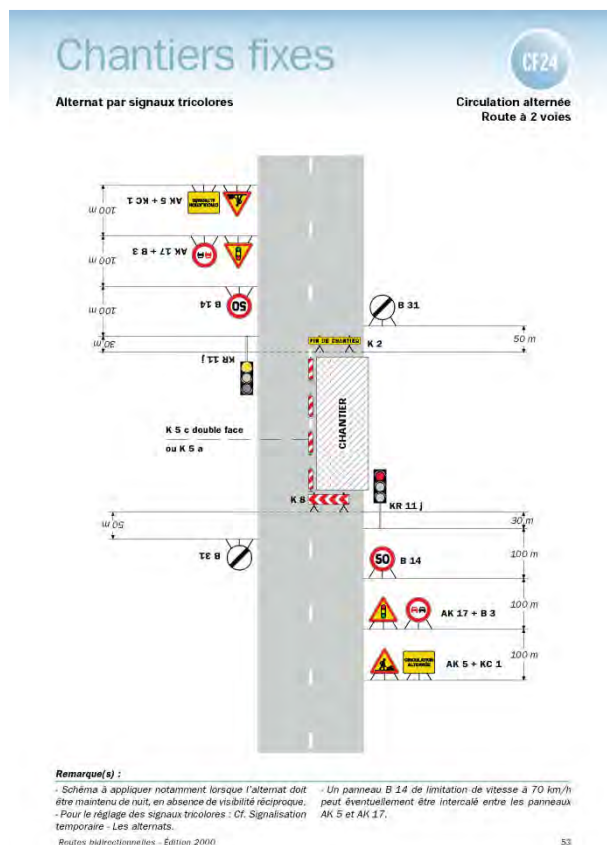 Chantiers fixes
CF24
Alternat par signaux tricolores
Circulation alternée
Route à 2 voies
AK 5 + KC 1
CIRCULATION
ALTERNÉE
100 m
AK 17 + B 3
100 m
50
B 14
100 m
KR 11 j
30 m
B 31
50 m
FIN DE CHANTIER
K 2
CHANTIER
K 5 c double face
ou K 5 a
K 8
KR 11 j
30 m
50 m
B 31
50
B 14
100 m
AK 17 + B 3
100 m
CIRCULATION
ALTERNÉE
AK 5 + KC 1
100 m
Remarque(s) :
- Schéma à appliquer notamment lorsque l'alternat doit
être maintenu de nuit, en absence de visibilité réciproque.
- Pour le réglage des signaux tricolores : Cf. Signalisation
temporaire - Les alternats.
- Un panneau B 14 de limitation de vitesse à 70 km/h
peut éventuellement être intercalé entre les panneaux
AK 5 et AK 17.
Routes bidirectionnelles - Édition 2000
53